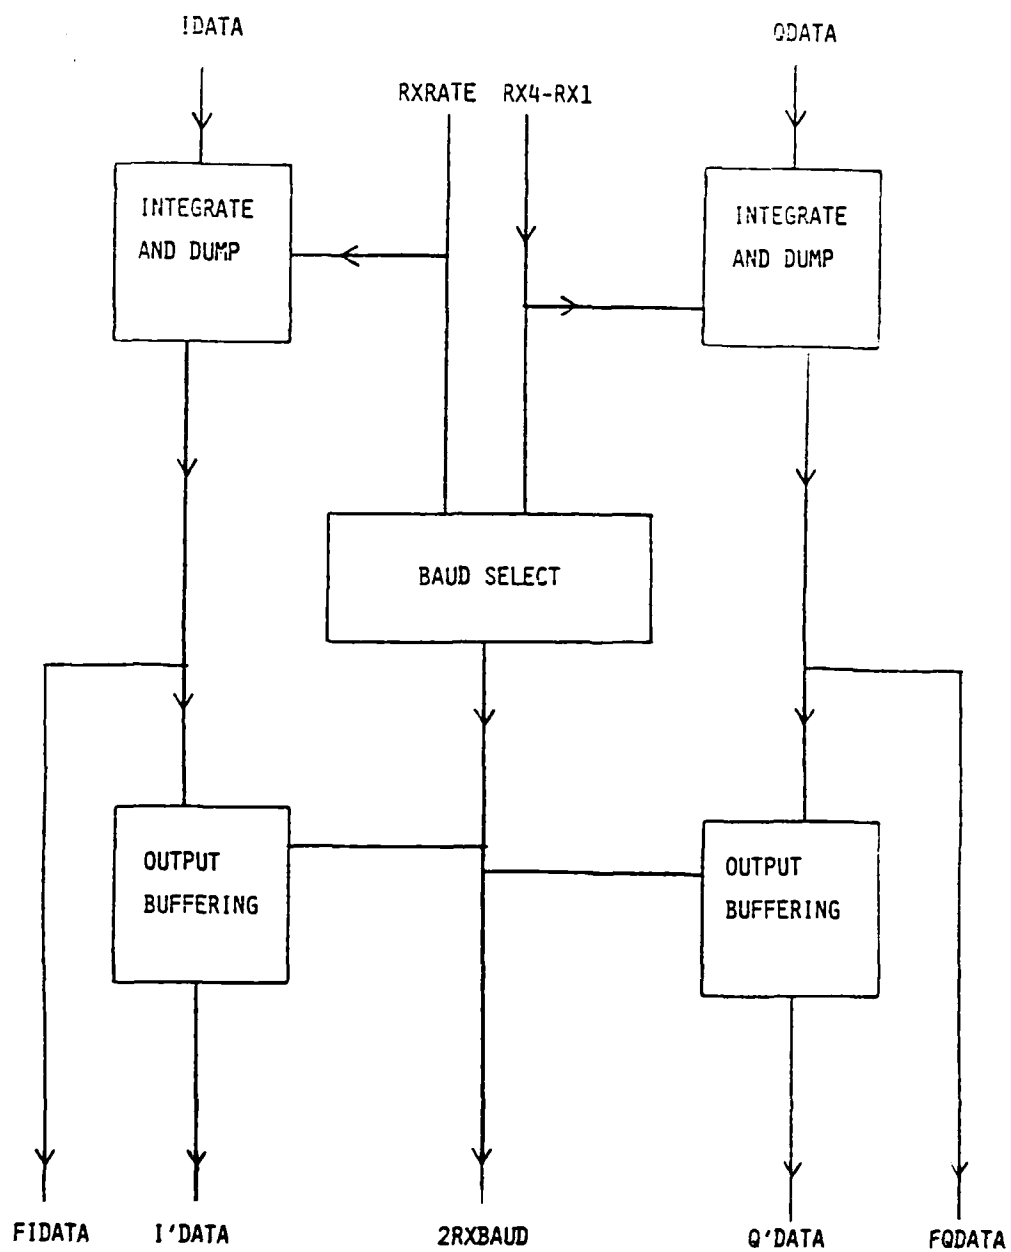 IDATA
QDATA
RXRATE RX4-RX1
INTEGRATE
AND DUMP
INTEGRATE
AND DUMP
BAUD SELECT
OUTPUT
BUFFERING
OUTPUT
BUFFERING
FIDATA
I'DATA
2RXBAUD
Q'DATA
FQDATA